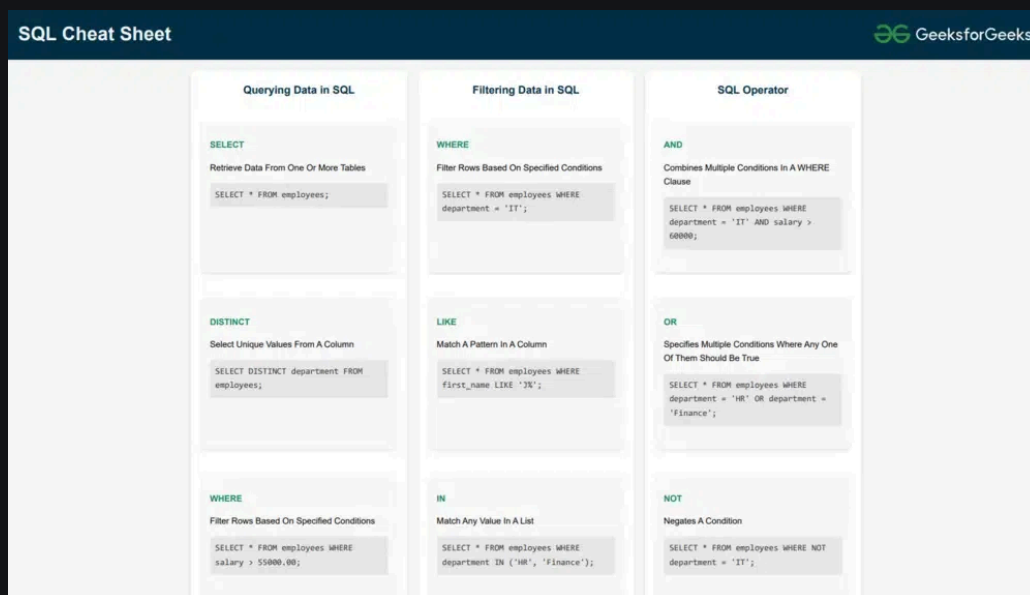 SQL Cheat Sheet
GeeksforGeeks
Querying Data in SQL
SELECT
Retrieve Data From One Or More Tables
SELECT * FROM employees;
DISTINCT
Select Unique Values From A Column
SELECT DISTINCT department FROM
employees;
WHERE
Filter Rows Based On Specified Conditions
SELECT * FROM employees WHERE
salary > 55000.00;
Filtering Data in SQL
WHERE
Filter Rows Based On Specified Conditions
SELECT * FROM employees WHERE
department = 'IT';
LIKE
Match A Pattern In A Column
SELECT * FROM employees WHERE
first_name LIKE 'J%';
IN
Match Any Value In A List
SELECT * FROM employees WHERE
department IN ('HR', 'Finance');
SQL Operator
AND
Combines Multiple Conditions In A WHERE
Clause
SELECT * FROM employees WHERE
department = 'IT' AND salary >
60000;
OR
Specifies Multiple Conditions Where Any One
Of Them Should Be True
SELECT * FROM employees WHERE
department = 'HR' OR department =
'Finance';
NOT
Negates A Condition
SELECT * FROM employees WHERE NOT
department = 'IT';